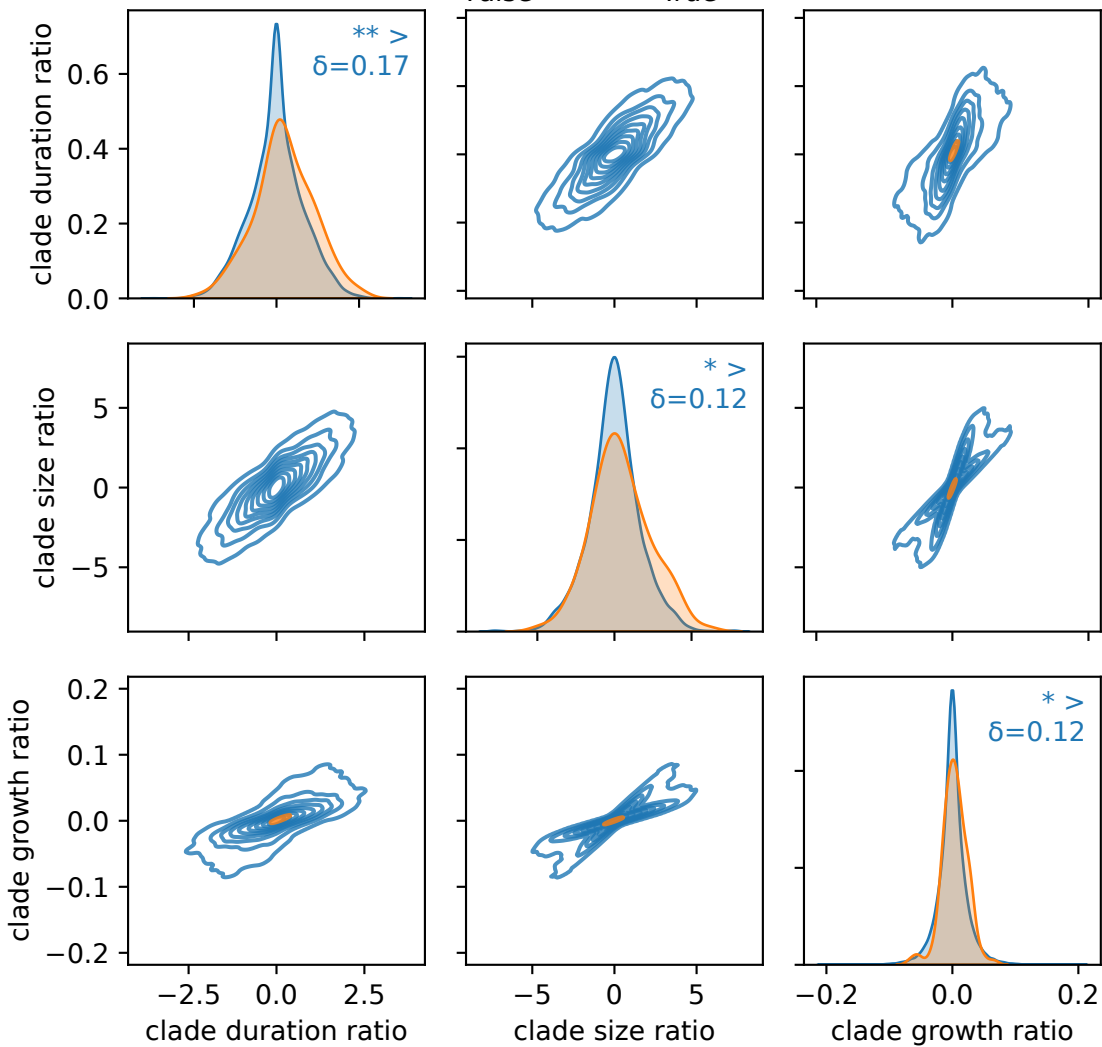 ** >
δ=0.17
clade duration ratio
0.6
0.4
0.2
0.0
* >
δ=0.12
clade size ratio
5
0
−5
* >
δ=0.12
clade growth ratio
0.2
0.1
0.0
−0.1
−0.2
−2.5 0.0 2.5
−5 0 5
−0.2 0.0 0.2
clade duration ratio
clade size ratio
clade growth ratio